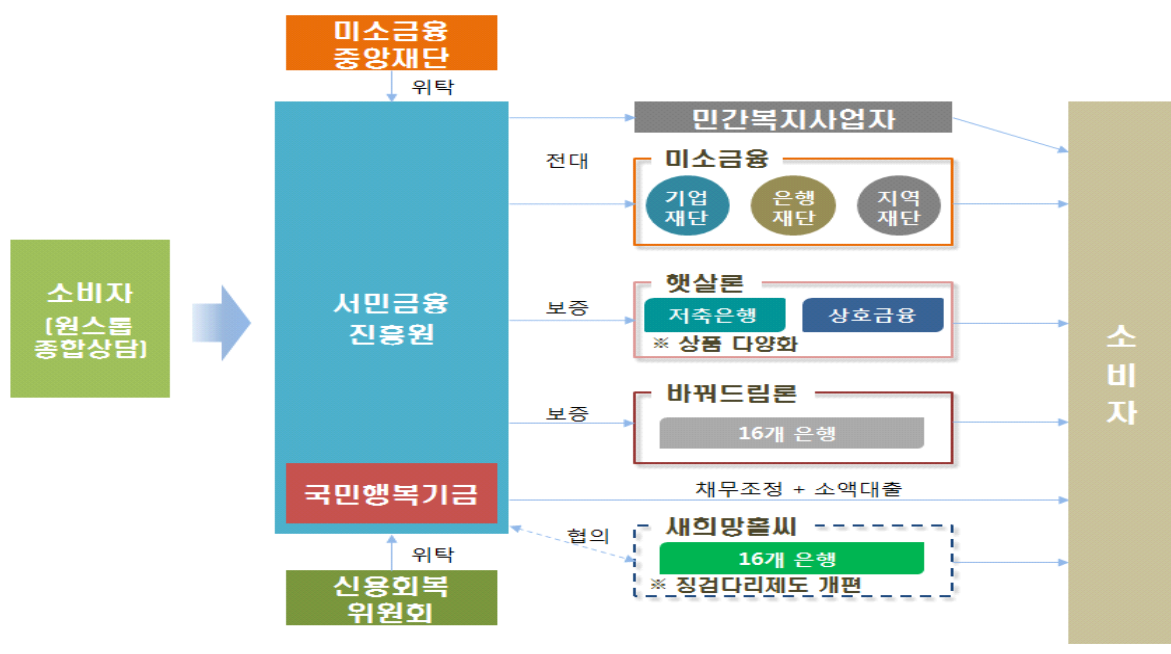 미소금융
중앙재단
위탁
민간복지사업자
전대
미소금융
기업
재단
은행
재단
지역
재단
소비자
[원스톱
종합상담]
서민금융
진흥원
보증
햇살론
저축은행
상호금융
※ 상품 다양화
보증
바꿔드림론
16개 은행
국민행복기금
채무조정 + 소액대출
협의
새희망홀씨
16개 은행
※ 징검다리제도 개편
위탁
신용회복
위원회
소
비
자